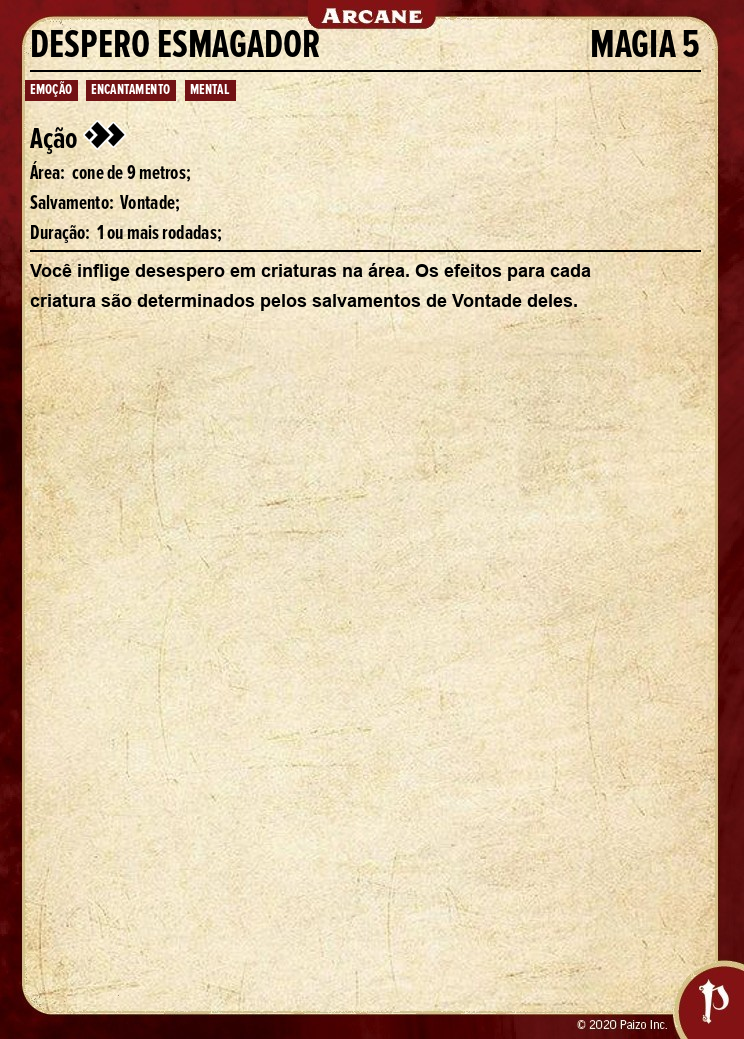 ARCANE
DESPERO ESMAGADOR MAGIA 5
EMOÇÃO ENCANTAMENTO MENTAL
Ação
Área: cone de 9 metros;
Salvamento: Vontade;
Duração: 1 ou mais rodadas;
Você inflige desespero em criaturas na área. Os efeitos para cada
criatura são determinados pelos salvamentos de Vontade deles.
© 2020 Paizo Inc.